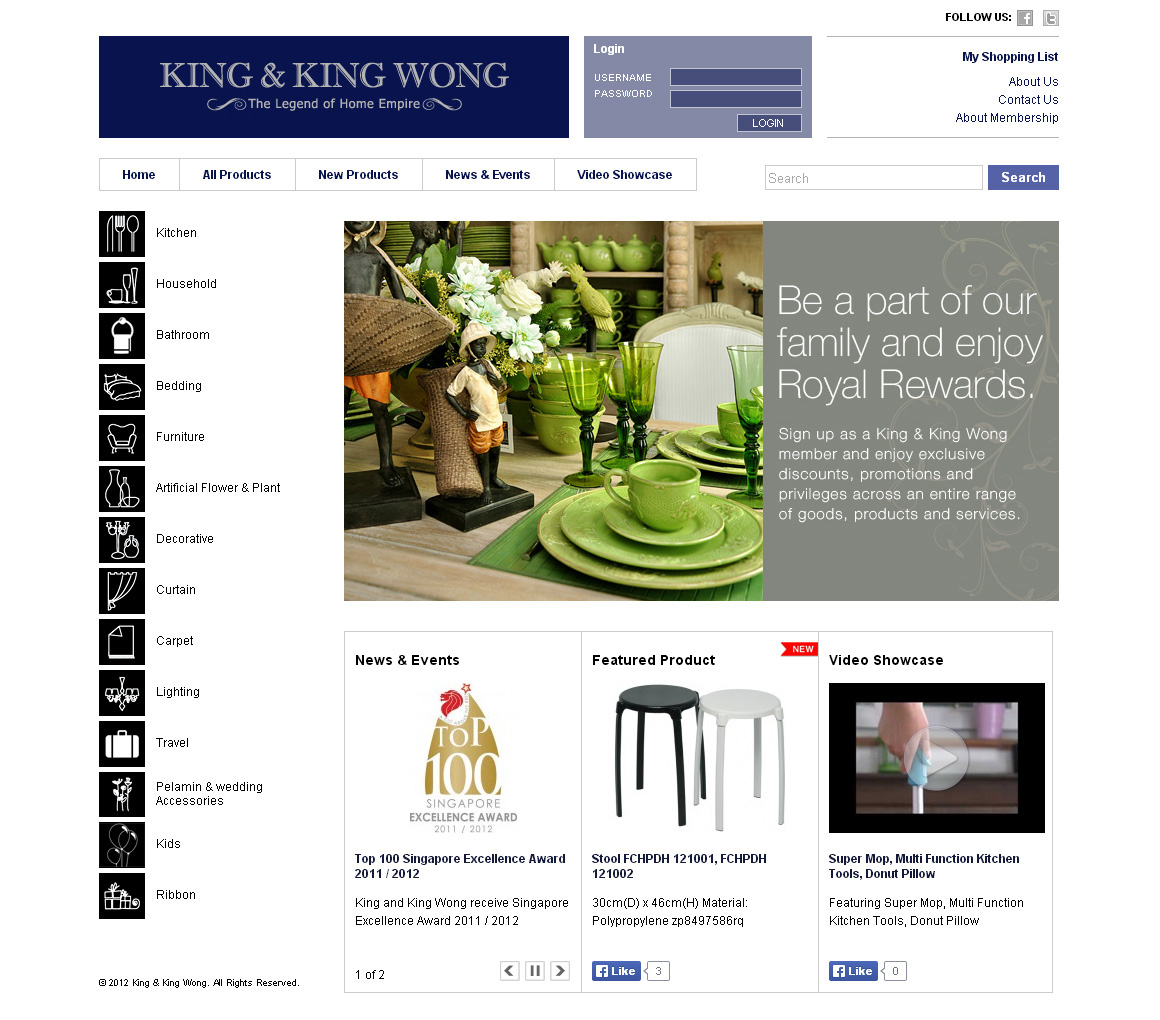 FOLLOW US:
KING & KING WONG
The Legend of Home Empire
Login
USERNAME
PASSWORD
LOGIN
My Shopping List
About Us
Contact Us
About Membership
Home
All Products
New Products
News & Events
Video Showcase
Search
Search
Kitchen
Household
Bathroom
Bedding
Furniture
Artificial Flower & Plant
Decorative
Curtain
Carpet
Lighting
Travel
Pelamin & wedding
Accessories
Kids
Ribbon
Be a part of our
family and enjoy
Royal Rewards.
Sign up as a King & King Wong
member and enjoy exclusive
discounts, promotions and
privileges across an entire range
of goods, products and services.
News & Events
TOP
100
SINGAPORE
EXCELLENCE AWARD
2011 / 2012
Top 100 Singapore Excellence Award
2011 / 2012
King and King Wong receive Singapore
Excellence Award 2011 / 2012
1 of 2
Featured Product
NEW
Stool FCHPDH 121001, FCHPDH
121002
30cm(D) x 46cm(H) Material:
Polypropylene zp8497586rq
Like
3
Video Showcase
Super Mop, Multi Function Kitchen
Tools, Donut Pillow
Featuring Super Mop, Multi Function
Kitchen Tools, Donut Pillow
Like
0
© 2012 King & King Wong. All Rights Reserved.